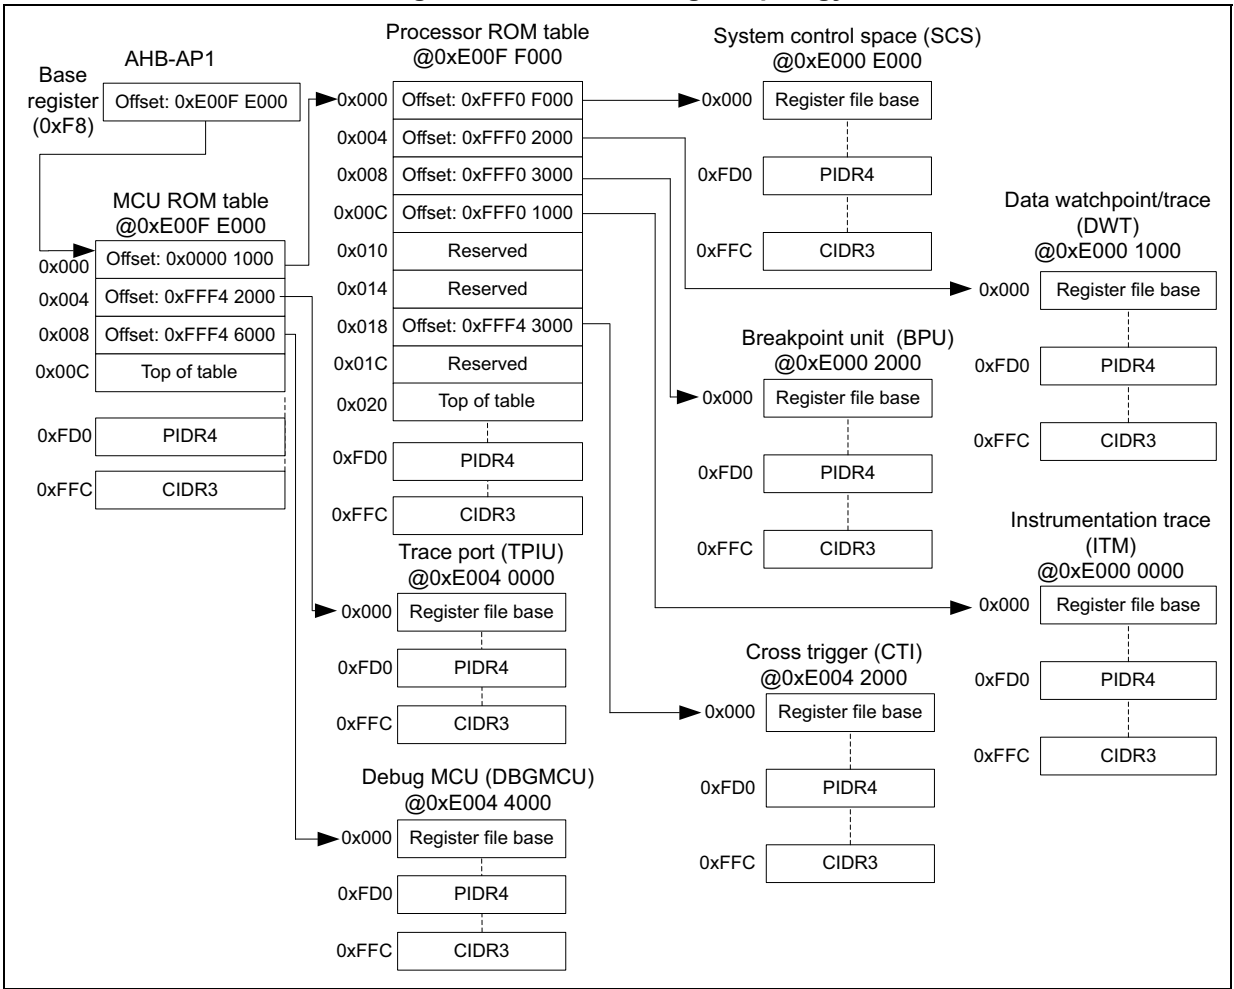 AHB-AP1
Base
register
(0xF8)
Offset: 0xE00F E000
MCU ROM table
@0xE00F E000
0x000 Offset: 0x0000 1000
0x004 Offset: 0xFFF4 2000
0x008 Offset: 0xFFF4 6000
0x00C Top of table
0xFD0 PIDR4
0xFFC CIDR3
Processor ROM table
@0xE00F F000
0x000 Offset: 0xFFF0 F000
0x004 Offset: 0xFFF0 2000
0x008 Offset: 0xFFF0 3000
0x00C Offset: 0xFFF0 1000
0x010 Reserved
0x014 Reserved
0x018 Offset: 0xFFF4 3000
0x01C Reserved
0x020 Top of table
0xFD0 PIDR4
0xFFC CIDR3
Trace port (TPIU)
@0xE004 0000
0x000 Register file base
0xFD0 PIDR4
0xFFC CIDR3
Debug MCU (DBGMCU)
@0xE004 4000
0x000 Register file base
0xFD0 PIDR4
0xFFC CIDR3
System control space (SCS)
@0xE000 E000
0x000 Register file base
0xFD0 PIDR4
0xFFC CIDR3
Breakpoint unit (BPU)
@0xE000 2000
0x000 Register file base
0xFD0 PIDR4
0xFFC CIDR3
Cross trigger (CTI)
@0xE004 2000
0x000 Register file base
0xFD0 PIDR4
0xFFC CIDR3
Data watchpoint/trace
(DWT)
@0xE000 1000
0x000 Register file base
0xFD0 PIDR4
0xFFC CIDR3
Instrumentation trace
(ITM)
@0xE000 0000
0x000 Register file base
0xFD0 PIDR4
0xFFC CIDR3